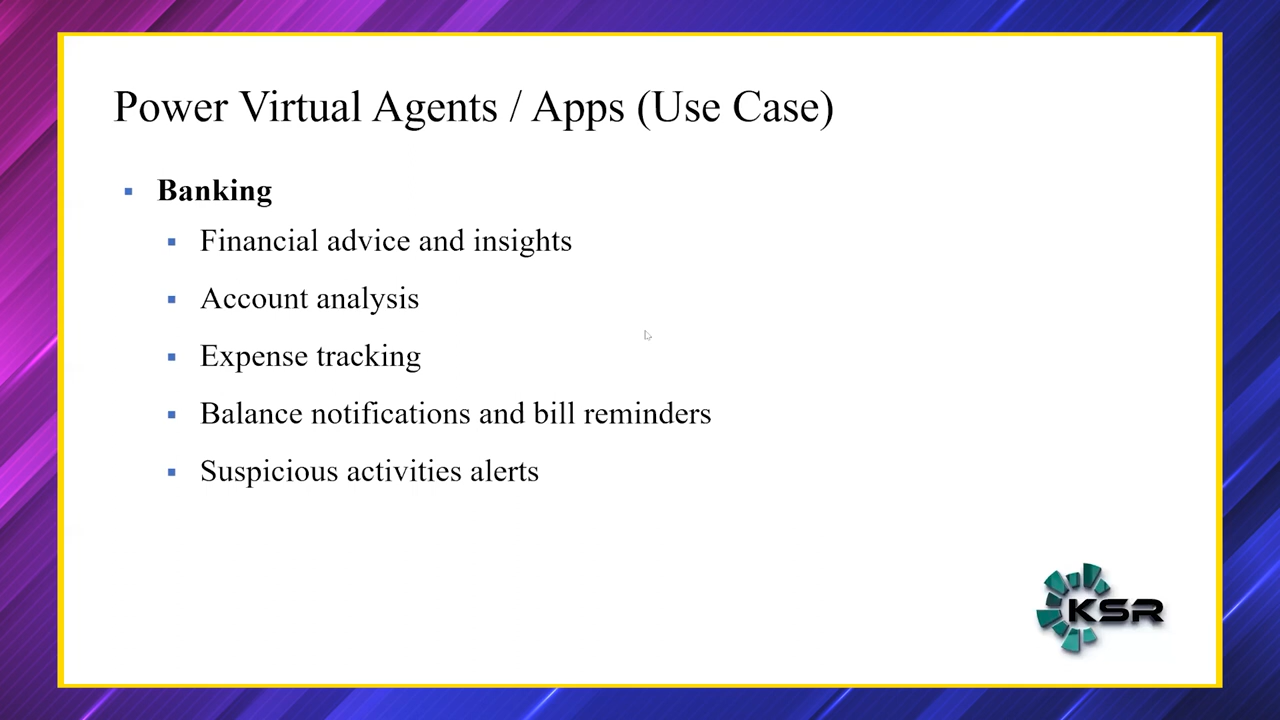 Power Virtual Agents / Apps (Use Case)
Banking
Financial advice and insights
Account analysis
Expense tracking
Balance notifications and bill reminders
Suspicious activities alerts
KSR